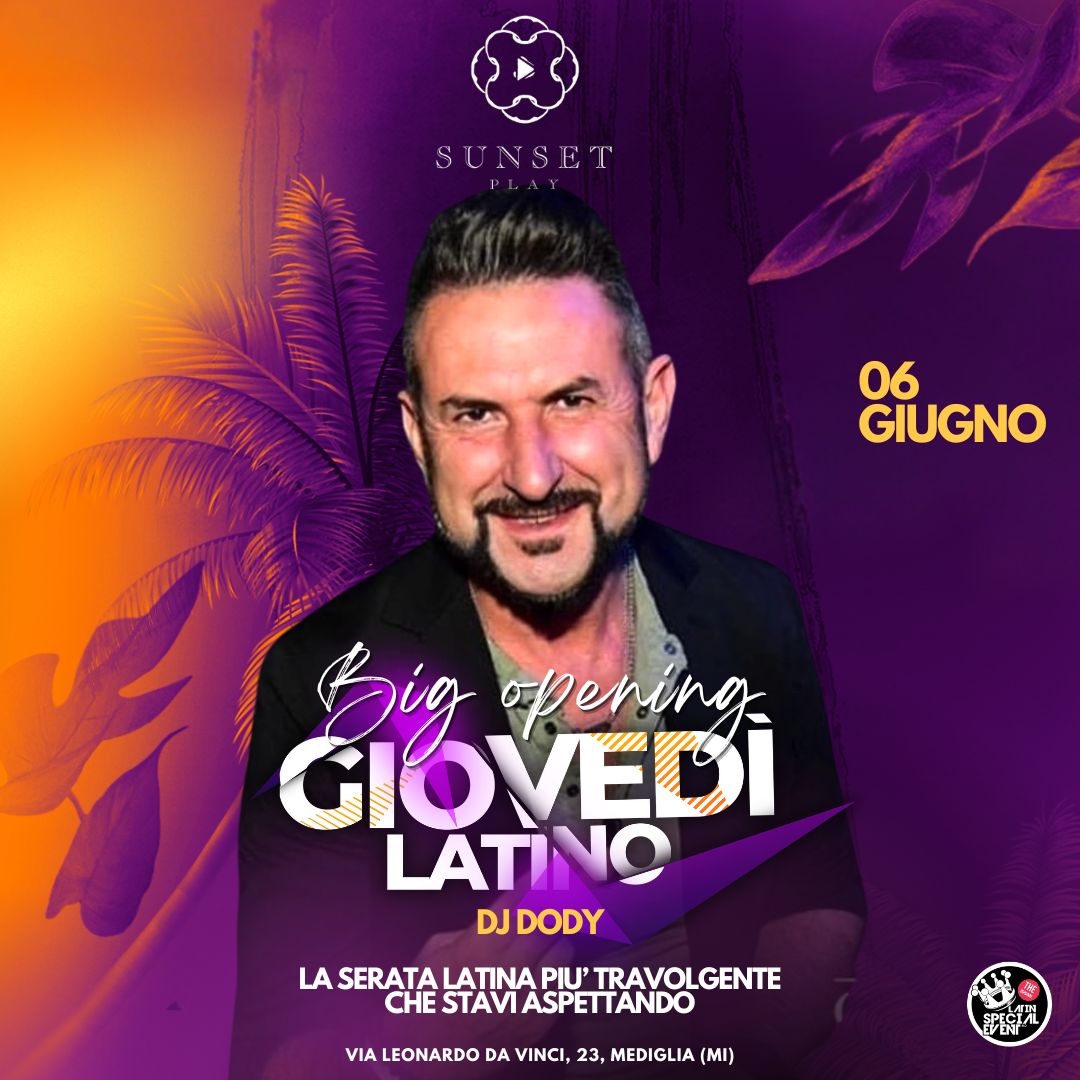 SUNSET
PLAY
06
GIUGNO
Big opening
GIOVEDÌ
LATINO
DJ DODY
LA SERATA LATINA PIU’ TRAVOLGENTE
CHE STAVI ASPETTANDO
THE
LATIN
SPECIAL
EVENT
VIA LEONARDO DA VINCI, 23, MEDIGLIA (MI)